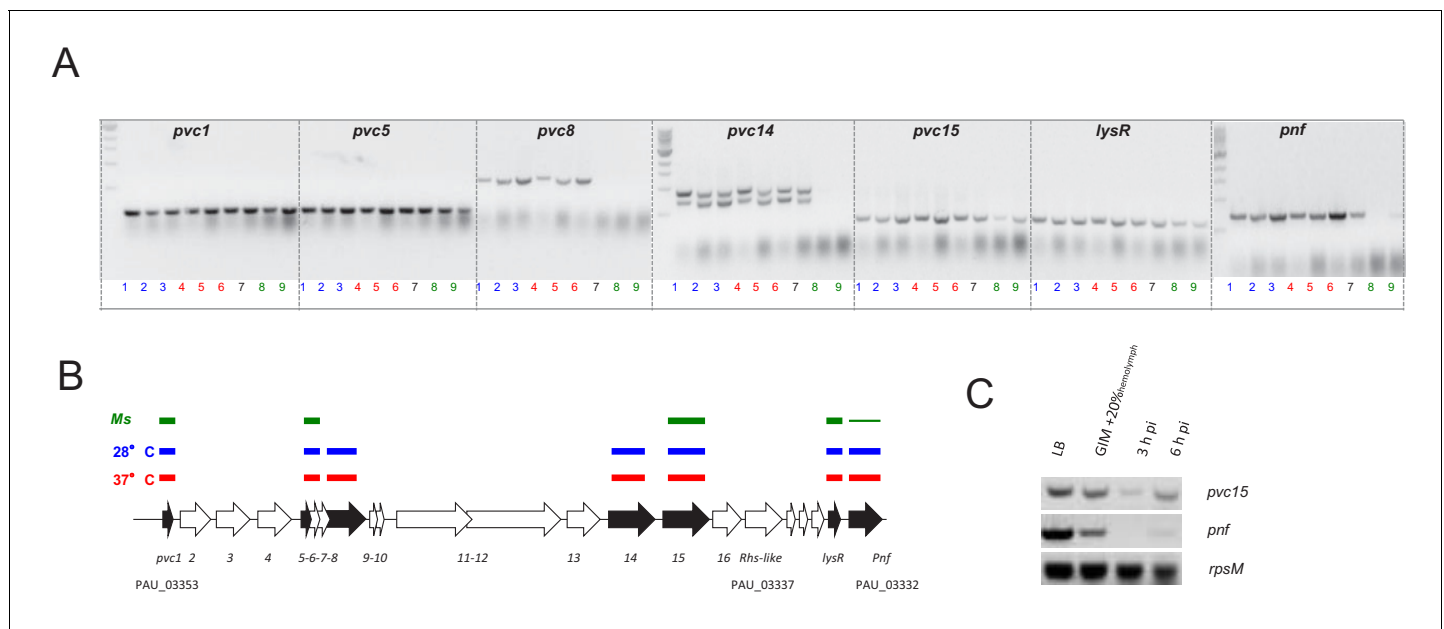 A
pvc1 pvc5 pvc8 pvc14 pvc15 lysR pnf
1 2 3 4 5 6 7 8 9 1 2 3 4 5 6 7 8 9 1 2 3 4 5 6 7 8 9 1 2 3 4 5 6 7 8 9 1 2 3 4 5 6 7 8 9 1 2 3 4 5 6 7 8 9 1 2 3 4 5 6 7 8 9
B
Ms
28° C
37° C
pvc1 2 3 4 5-6-7-8 9-10 11-12 13 14 15 16 Rhs-like lysR Pnf
PAU_03353 PAU_03337 PAU_03332
C
LB GIM +20%hemolymph 3 h pi 6 h pi
pvc15
pnf
rpsM